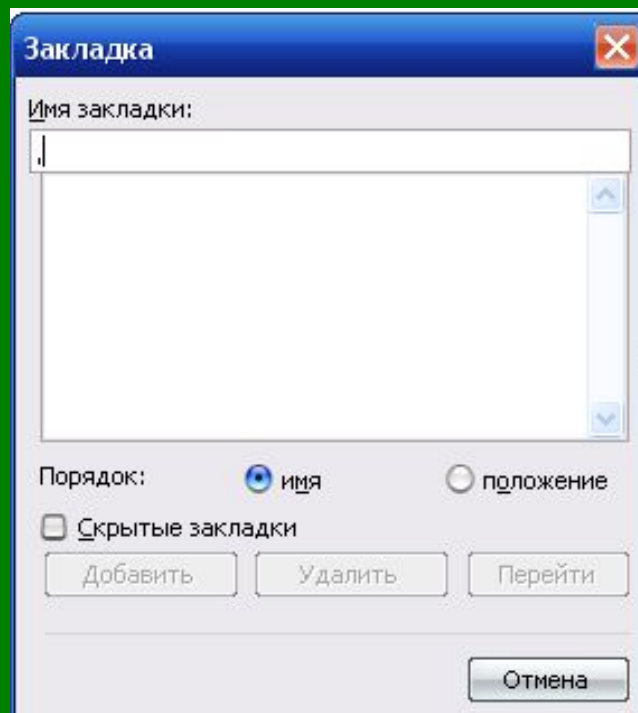 Закладка
Имя закладки:
,
Порядок: имя положение
Скрытые закладки
Добавить Удалить Перейти
Отмена